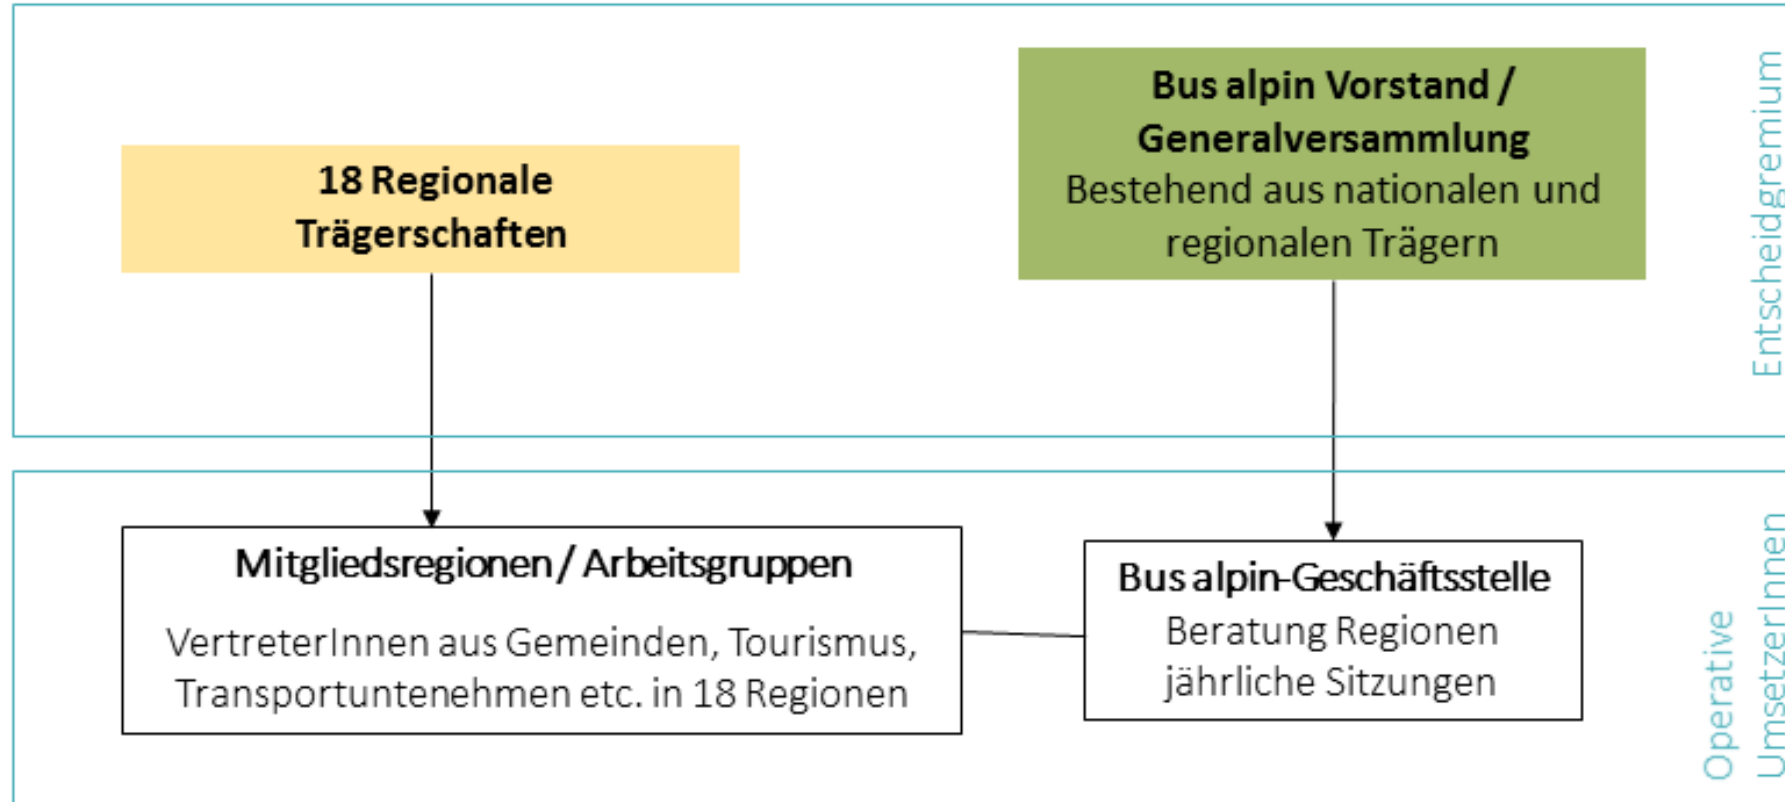 18 Regionale
Trägerschaften
Bus alpin Vorstand /
Generalversammlung
Bestehend aus nationalen und
regionalen Trägern
Entscheidgremium
Mitgliedsregionen / Arbeitsgruppen
VertreterInnen aus Gemeinden, Tourismus,
Transportuntenehmen etc. in 18 Regionen
Bus alpin-Geschäftsstelle
Beratung Regionen
jährliche Sitzungen
Operative
UmsetzerInnen